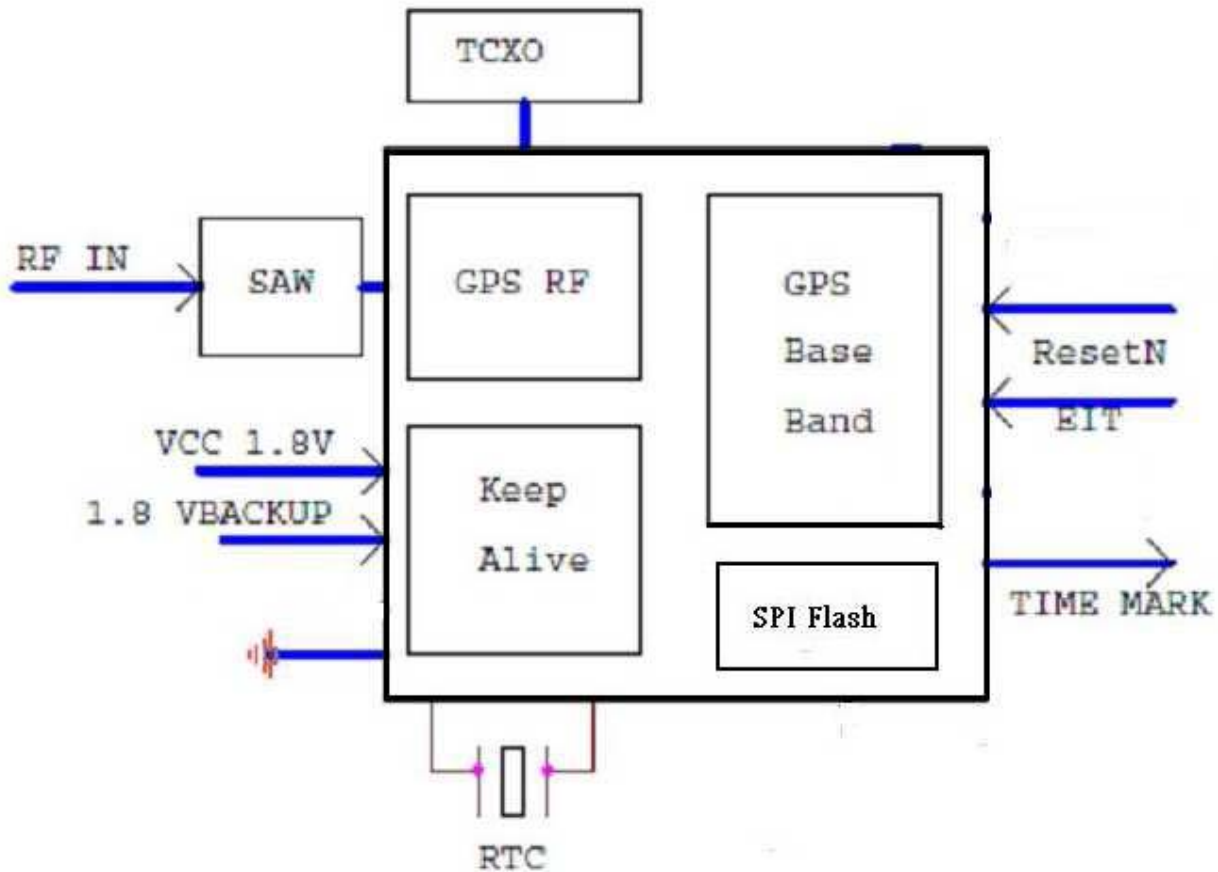 TCXO
RF IN
SAW
GPS RF
GPS
Base
Band
ResetN
EIT
VCC 1.8V
1.8 VBACKUP
Keep
Alive
SPI Flash
TIME MARK
RTC